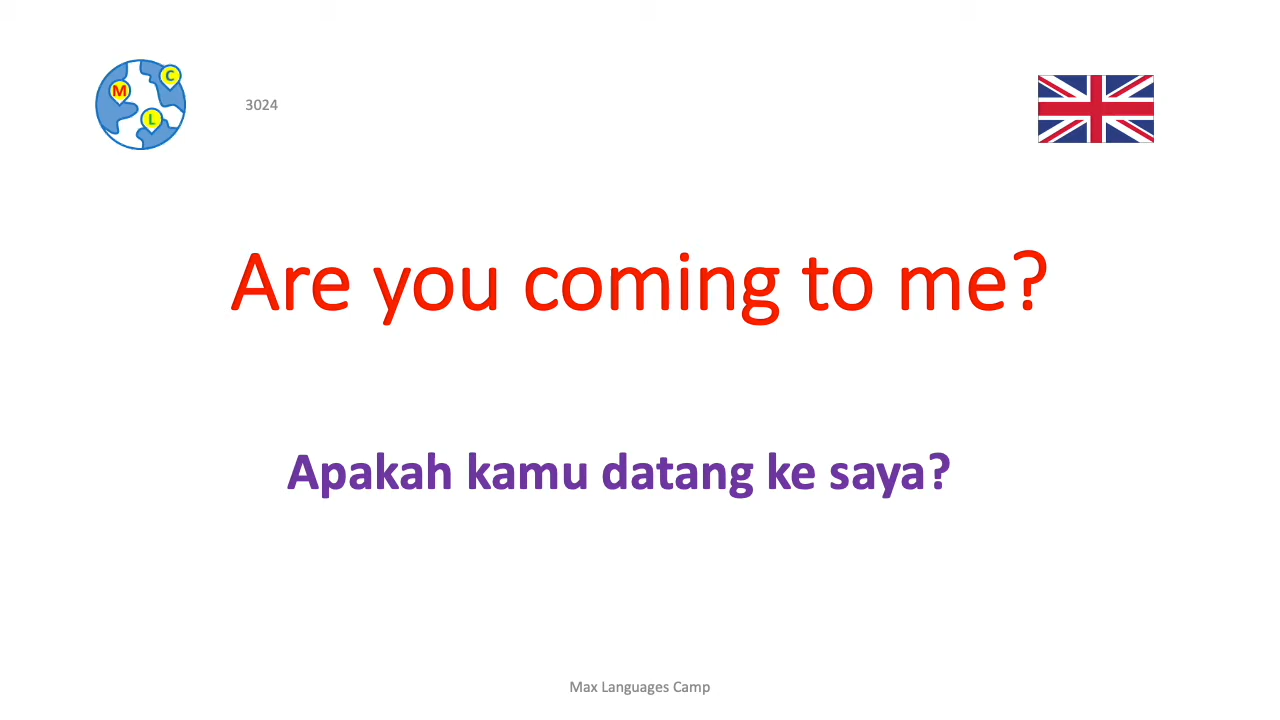 M
C
L
3024
Are you coming to me?
Apakah kamu datang ke saya?
Max Languages Camp